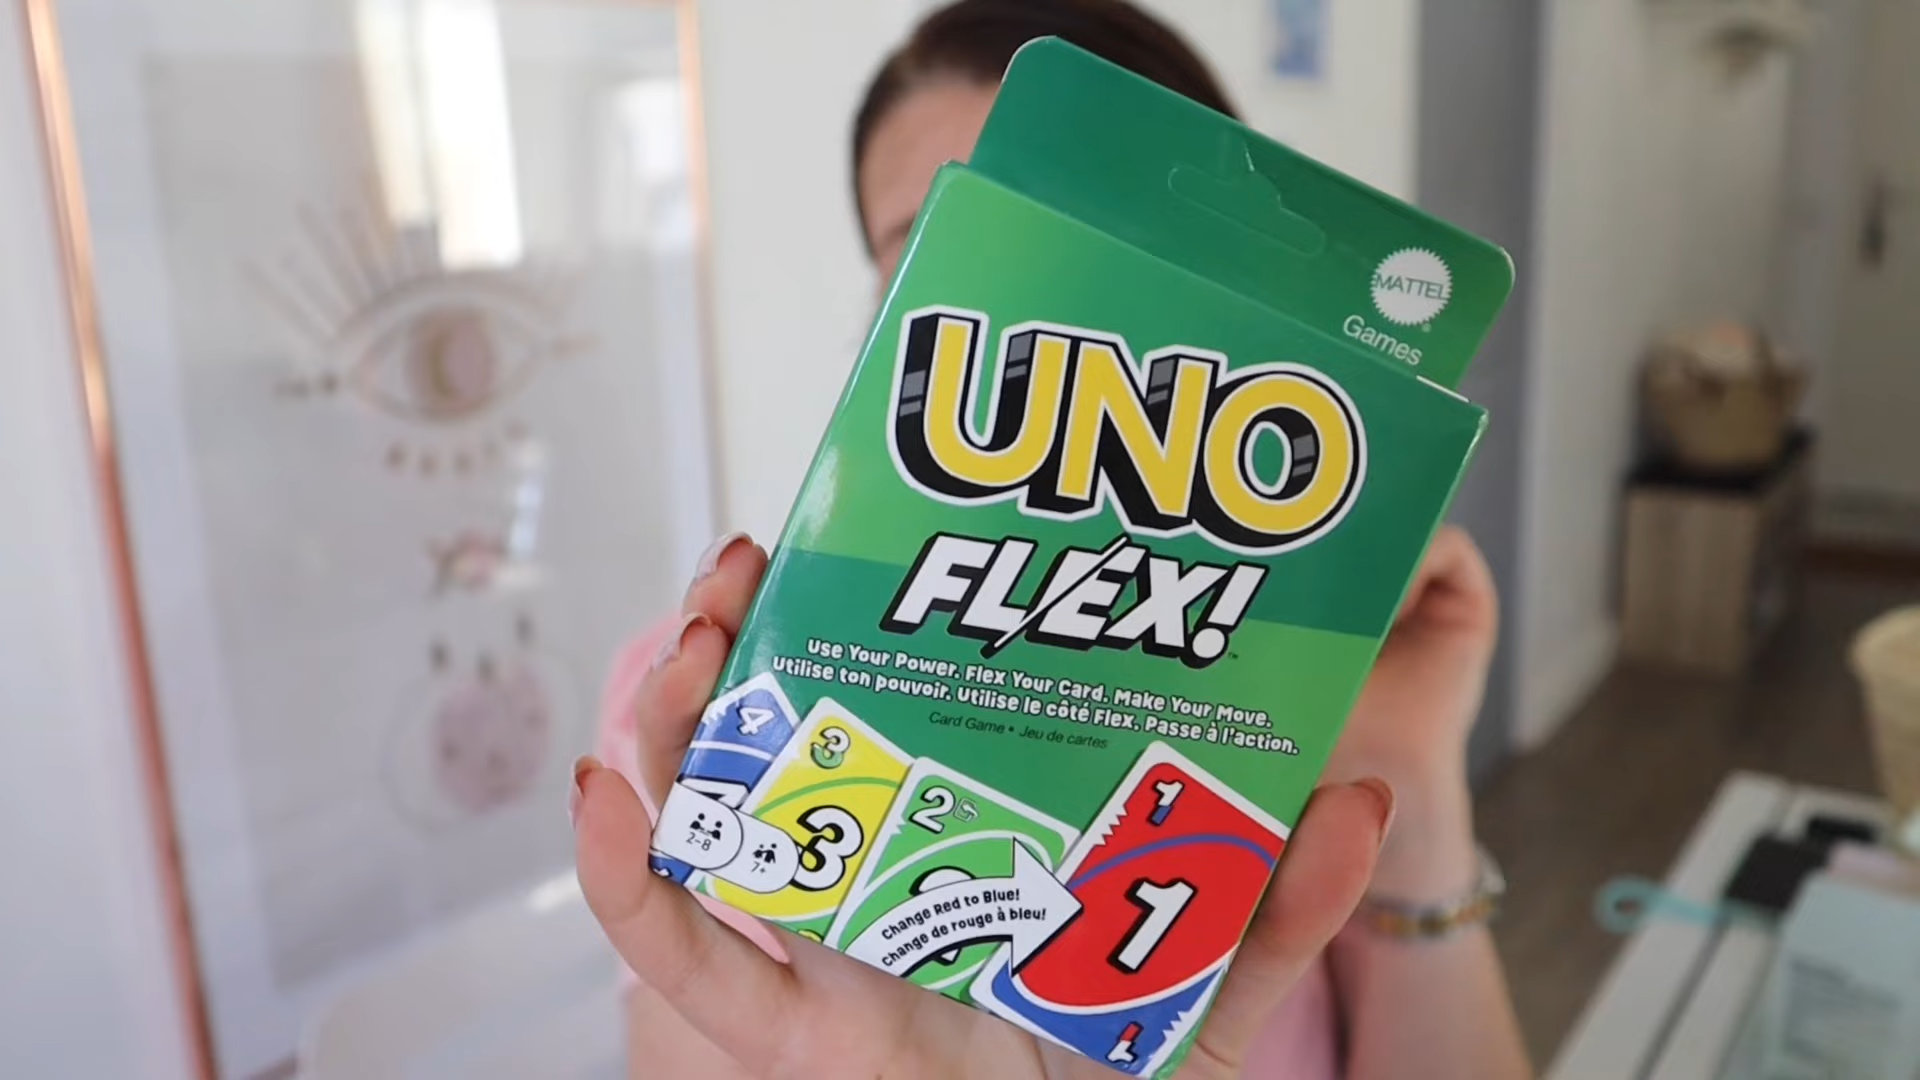 MATTEL
Games
UNO
FLEX!
Use Your Power. Flex Your Card. Make Your Move.
Utilise ton pouvoir. Utilise le côté Flex. Passe à l'action.
Card Game • Jeu de cartes
4
3
3
2
1
1
2-8
7+
Change Red to Blue!
Change de rouge à bleu!
1